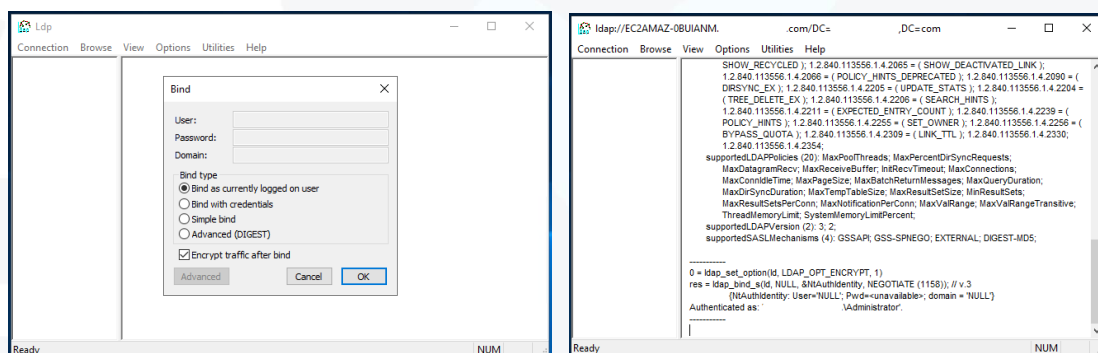 Ldp
Connection Browse View Options Utilities Help
Bind
User:
Password:
Domain:
Bind type
Bind as currently logged on user
Bind with credentials
Simple bind
Advanced (DIGEST)
Encrypt traffic after bind
Advanced Cancel OK
Ready NUM
ldap://EC2AMAZ-0BUIANM. .com/DC= ,DC=com
Connection Browse View Options Utilities Help
SHOW_RECYCLED ); 1.2.840.113556.1.4.2065 = ( SHOW_DEACTIVATED_LINK );
1.2.840.113556.1.4.2066 = ( POLICY_HINTS_DEPRECATED ); 1.2.840.113556.1.4.2090 = (
DIRSYNC_EX ); 1.2.840.113556.1.4.2205 = ( UPDATE_STATS ); 1.2.840.113556.1.4.2204 =
( TREE_DELETE_EX ); 1.2.840.113556.1.4.2206 = ( SEARCH_HINTS );
1.2.840.113556.1.4.2211 = ( EXPECTED_ENTRY_COUNT ); 1.2.840.113556.1.4.2239 = (
POLICY_HINTS ); 1.2.840.113556.1.4.2255 = ( SET_OWNER ); 1.2.840.113556.1.4.2256 = (
BYPASS_QUOTA ); 1.2.840.113556.1.4.2309 = ( LINK_TTL ); 1.2.840.113556.1.4.2330;
1.2.840.113556.1.4.2354;
supportedLDAPPolicies (20): MaxPoolThreads; MaxPercentDirSyncRequests;
MaxDatagramRecv; MaxReceiveBuffer; InitRecvTimeout; MaxConnections;
MaxConnIdleTime; MaxPageSize; MaxBatchReturnMessages; MaxQueryDuration;
MaxDirSyncDuration; MaxTempTableSize; MaxResultSetSize; MinResultSets;
MaxResultSetsPerConn; MaxNotificationPerConn; MaxValRange; MaxValRangeTransitive;
ThreadMemoryLimit; SystemMemoryLimitPercent;
supportedLDAPVersion (2): 3; 2;
supportedSASLMechanisms (4): GSSAPI; GSS-SPNEGO; EXTERNAL; DIGEST-MD5;
-----------
0 = ldap_set_option(ld, LDAP_OPT_ENCRYPT, 1)
res = ldap_bind_s(ld, NULL, &NtAuthIdentity, NEGOTIATE (1158)); // v.3
{NtAuthIdentity: User='NULL'; Pwd=<unavailable>; domain = 'NULL'}
Authenticated as: ' .\Administrator'.
-----------
Ready NUM